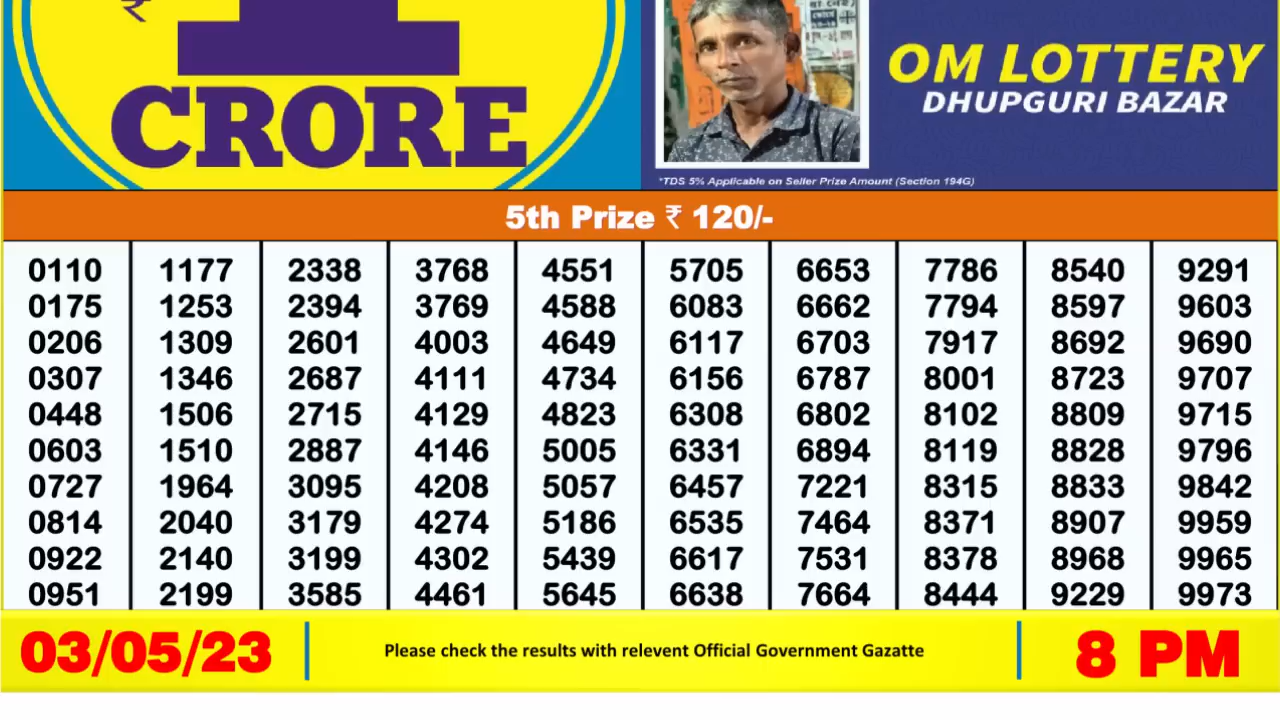 ₹
CRORE
OM LOTTERY
DHUPGURI BAZAR
*TDS 5% Applicable on Seller Prize Amount (Section 194G)
5th Prize ₹ 120/-
0110 1177 2338 3768 4551 5705 6653 7786 8540 9291
0175 1253 2394 3769 4588 6083 6662 7794 8597 9603
0206 1309 2601 4003 4649 6117 6703 7917 8692 9690
0307 1346 2687 4111 4734 6156 6787 8001 8723 9707
0448 1506 2715 4129 4823 6308 6802 8102 8809 9715
0603 1510 2887 4146 5005 6331 6894 8119 8828 9796
0727 1964 3095 4208 5057 6457 7221 8315 8833 9842
0814 2040 3179 4274 5186 6535 7464 8371 8907 9959
0922 2140 3199 4302 5439 6617 7531 8378 8968 9965
0951 2199 3585 4461 5645 6638 7664 8444 9229 9973
03/05/23
Please check the results with relevent Official Government Gazatte
8 PM